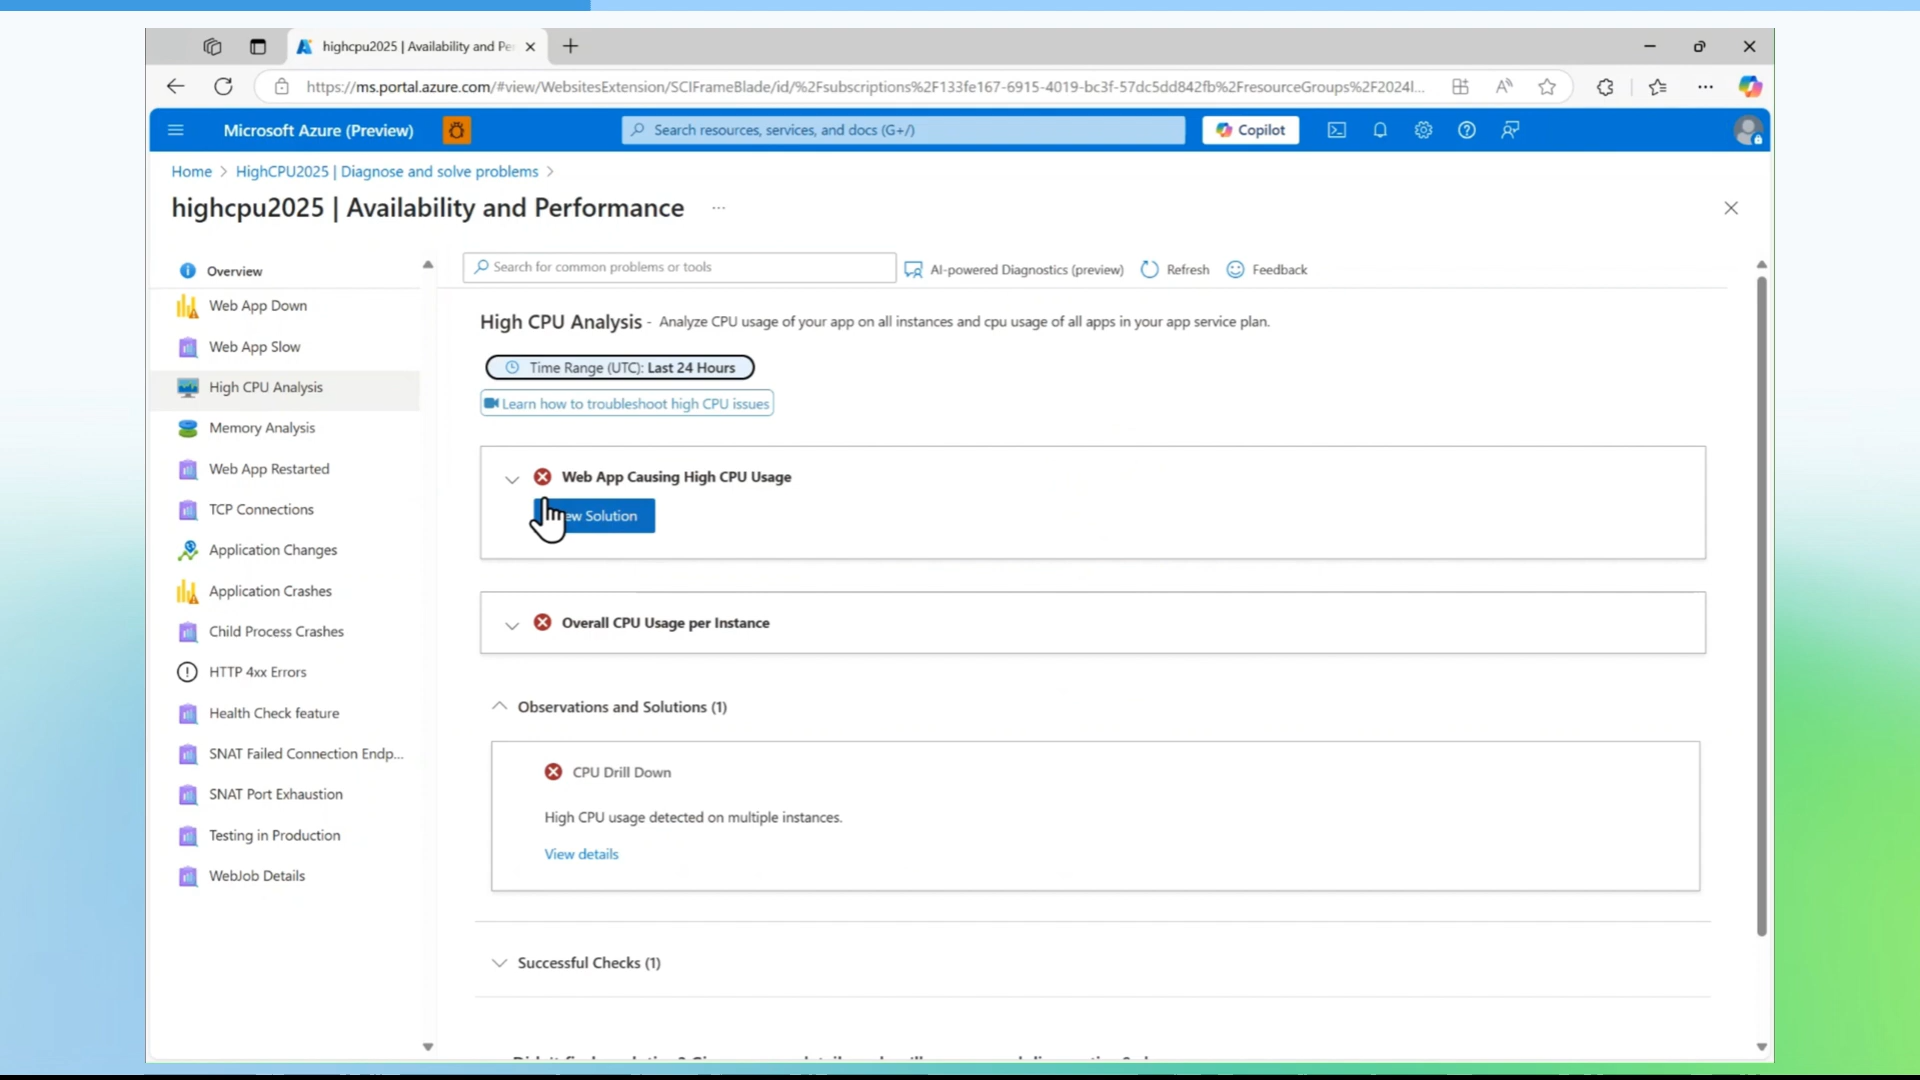 highcpu2025 | Availability and Pe
https://ms.portal.azure.com/#view/WebsitesExtension/SCIFrameBlade/id/%2Fsubscriptions%2F133fe167-6915-4019-bc3f-57dc5dd842fb%2FresourceGroups%2F2024l...
Microsoft Azure (Preview)
Search resources, services, and docs (G+/)
Copilot
Home > HighCPU2025 | Diagnose and solve problems >
highcpu2025 | Availability and Performance ...
Overview
Web App Down
Web App Slow
High CPU Analysis
Memory Analysis
Web App Restarted
TCP Connections
Application Changes
Application Crashes
Child Process Crashes
HTTP 4xx Errors
Health Check feature
SNAT Failed Connection Endp...
SNAT Port Exhaustion
Testing in Production
WebJob Details
Search for common problems or tools
AI-powered Diagnostics (preview)
Refresh
Feedback
High CPU Analysis - Analyze CPU usage of your app on all instances and cpu usage of all apps in your app service plan.
Time Range (UTC): Last 24 Hours
Learn how to troubleshoot high CPU issues
Web App Causing High CPU Usage
Solution
Overall CPU Usage per Instance
Observations and Solutions (1)
CPU Drill Down
High CPU usage detected on multiple instances.
View details
Successful Checks (1)